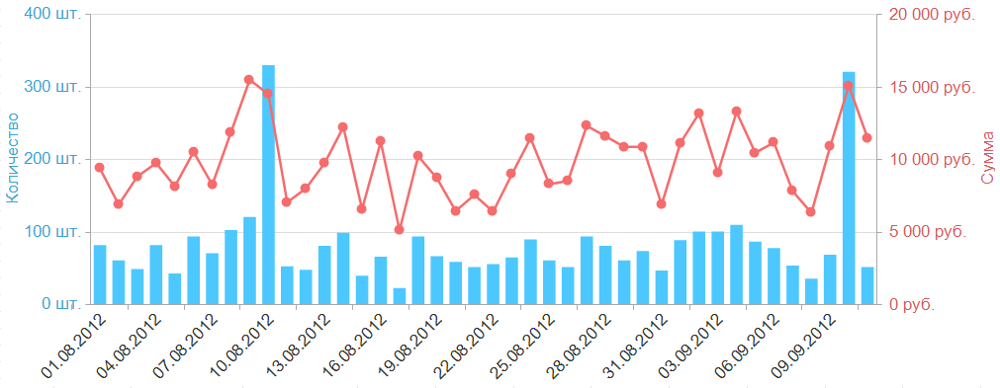 400 шт.
300 шт.
200 шт.
100 шт.
0 шт.
Количество
20 000 руб.
15 000 руб.
10 000 руб.
5 000 руб.
0 руб.
Сумма
01.08.2012
04.08.2012
07.08.2012
10.08.2012
13.08.2012
16.08.2012
19.08.2012
22.08.2012
25.08.2012
28.08.2012
31.08.2012
03.09.2012
06.09.2012
09.09.2012